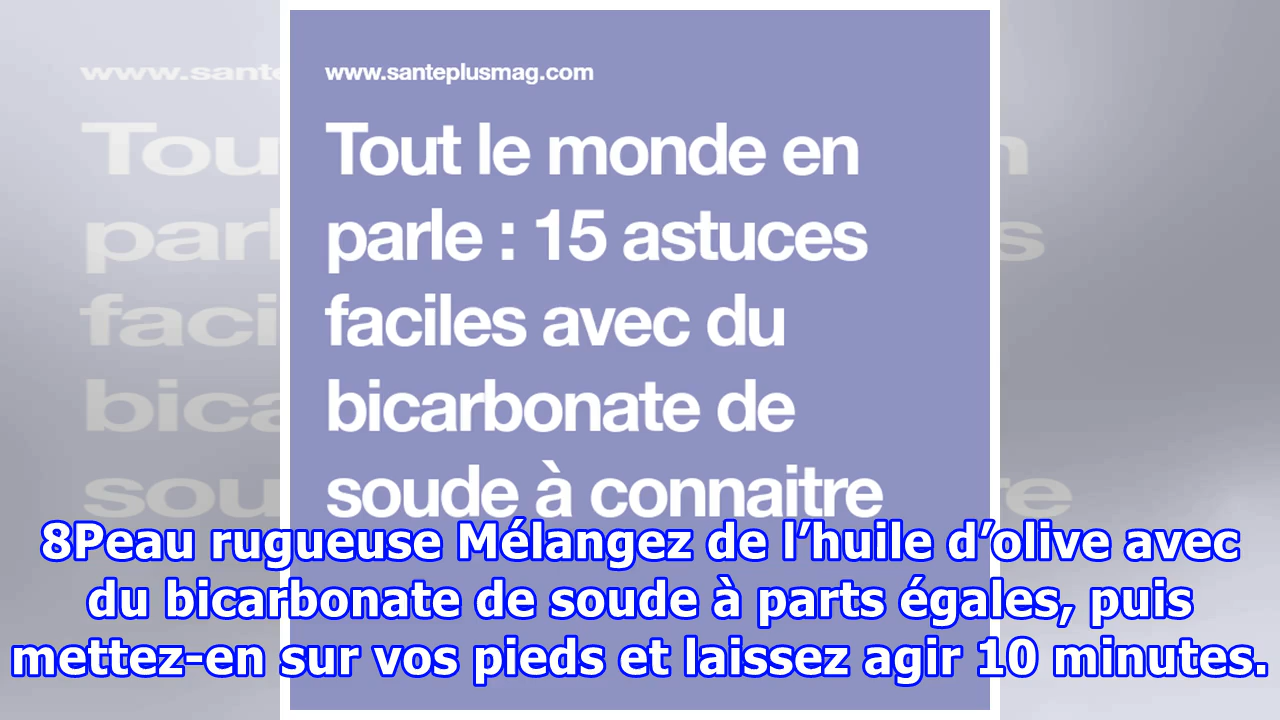 www.santeplusmag.com
Tout le monde en
parle : 15 astuces
faciles avec du
bicarbonate de
soude à connaitre
8Peau rugueuse Mélangez de l’huile d’olive avec
du bicarbonate de soude à parts égales, puis
mettez-en sur vos pieds et laissez agir 10 minutes.